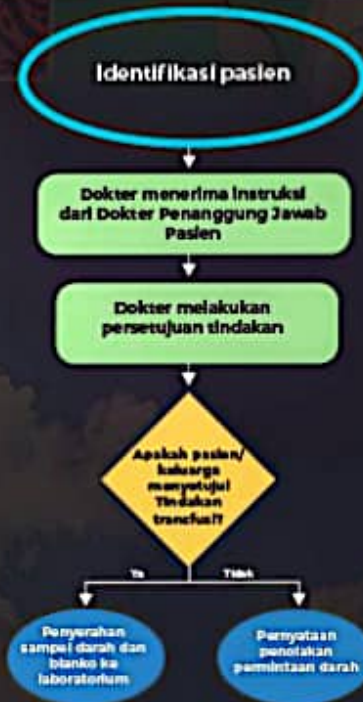 Identifikasi pasien
Dokter menerima instruksi
dari Dokter Penanggung Jawab
Pasien
Dokter melakukan
persetujuan tindakan
Apakah pasien/
keluarga
menyetujui
Tindakan
transfusi?
Ya
Tidak
Penyerahan
sampel darah dan
blanko ke
laboratorium
Pernyataan
penolakan
permintaan darah